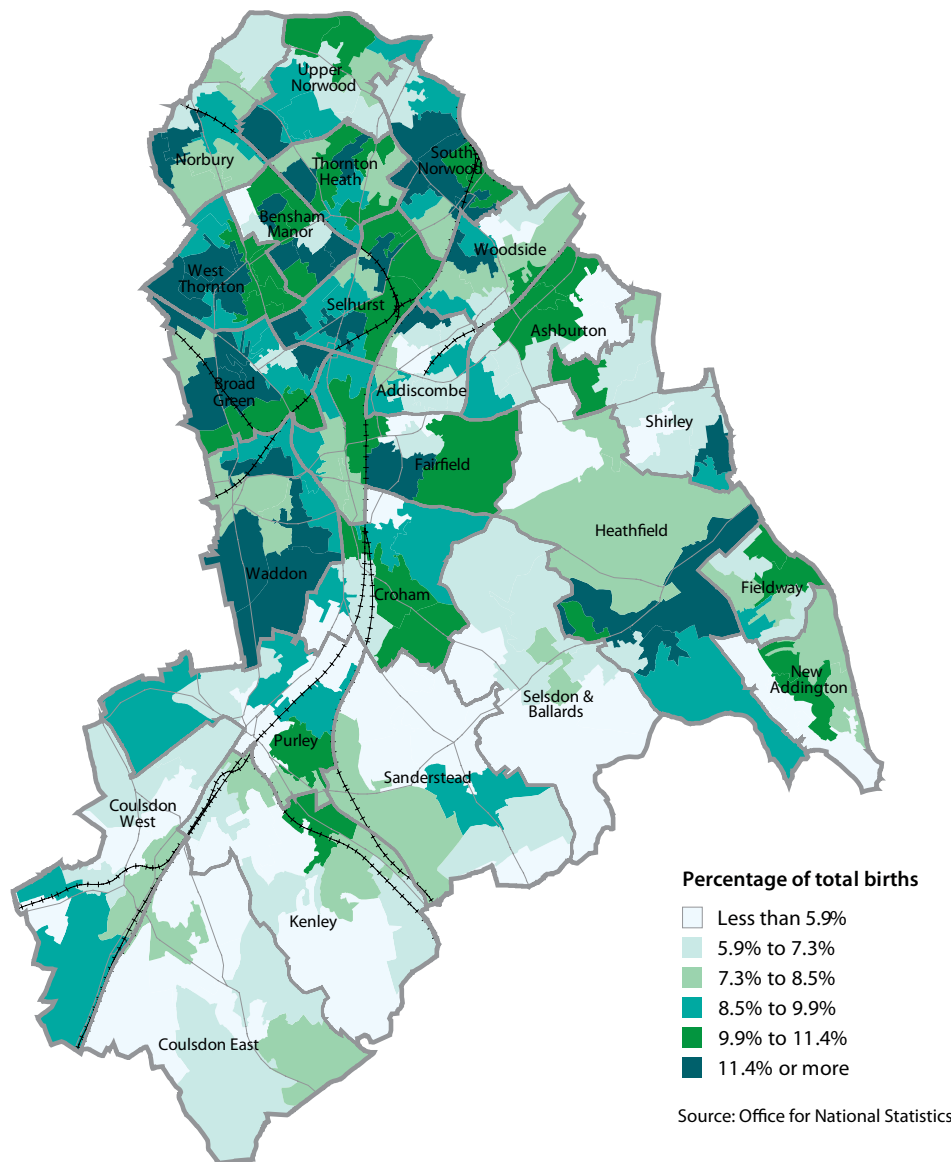 Upper
Norwood
Norbury
Thornton
Heath
South
Norwood
Bensham
Manor
Woodside
West
Thornton
Selhurst
Ashburton
Broad
Green
Addiscombe
Shirley
Fairfield
Heathfield
Waddon
Croham
Fieldway
New
Addington
Selsdon &
Ballards
Purley
Sanderstead
Coulsdon
West
Kenley
Coulsdon East
Percentage of total births
Less than 5.9%
5.9% to 7.3%
7.3% to 8.5%
8.5% to 9.9%
9.9% to 11.4%
11.4% or more
Source: Office for National Statistics